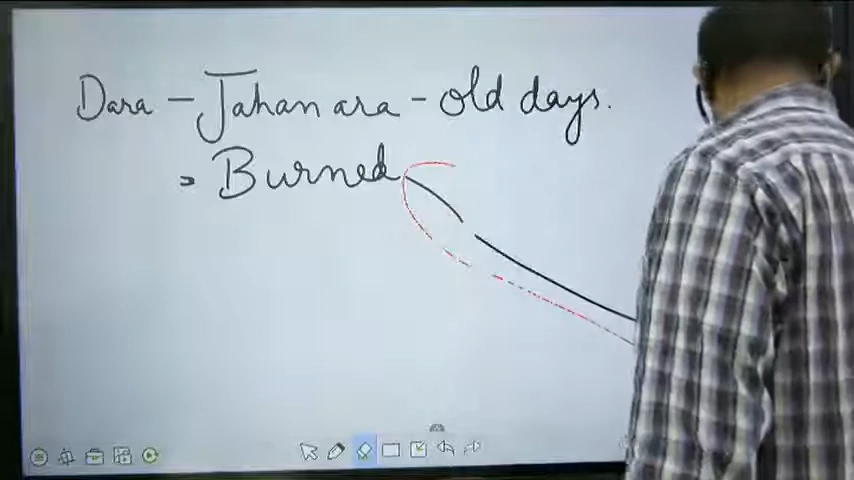 Dara - Jahan ara - old days.
= Burned